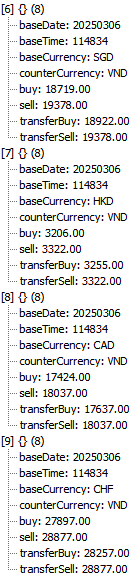 [6] {} (8)
baseDate: 20250306
baseTime: 114834
baseCurrency: SGD
counterCurrency: VND
buy: 18719.00
sell: 19378.00
transferBuy: 18922.00
transferSell: 19378.00
[7] {} (8)
baseDate: 20250306
baseTime: 114834
baseCurrency: HKD
counterCurrency: VND
buy: 3206.00
sell: 3322.00
transferBuy: 3255.00
transferSell: 3322.00
[8] {} (8)
baseDate: 20250306
baseTime: 114834
baseCurrency: CAD
counterCurrency: VND
buy: 17424.00
sell: 18037.00
transferBuy: 17637.00
transferSell: 18037.00
[9] {} (8)
baseDate: 20250306
baseTime: 114834
baseCurrency: CHF
counterCurrency: VND
buy: 27897.00
sell: 28877.00
transferBuy: 28257.00
transferSell: 28877.00